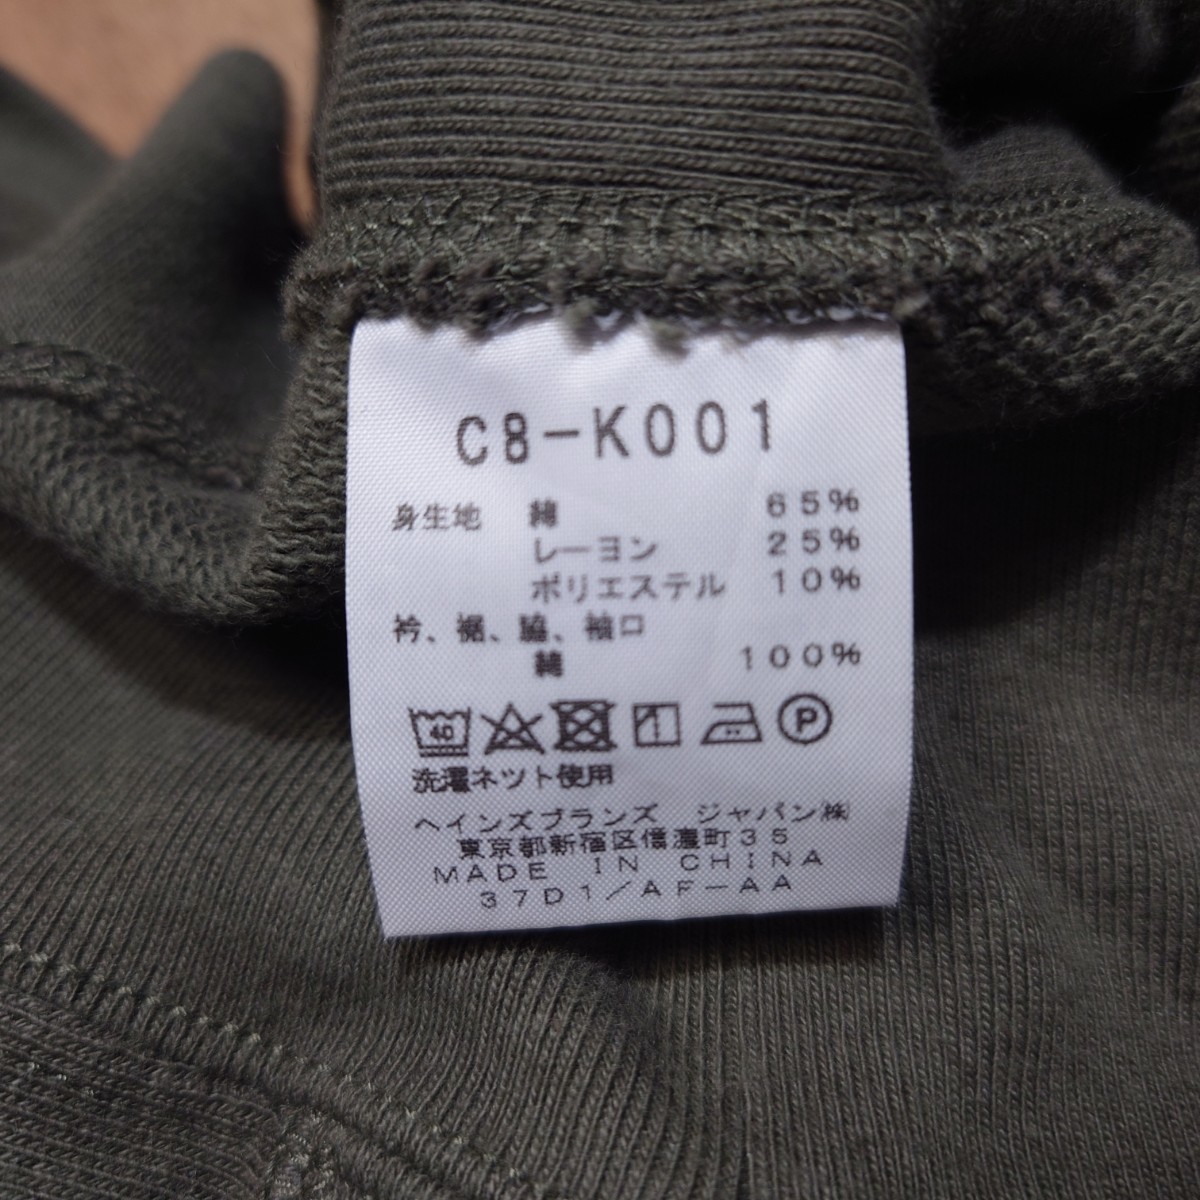 C8-K001
身生地 綿 65%
レーヨン 25%
ポリエステル 10%
衿、裾、脇、袖口
綿 100%
40 P
洗濯ネット使用
ヘインズブランズ ジャパン㈱
東京都新宿区信濃町35
MADE IN CHINA
37D1/AF-AA